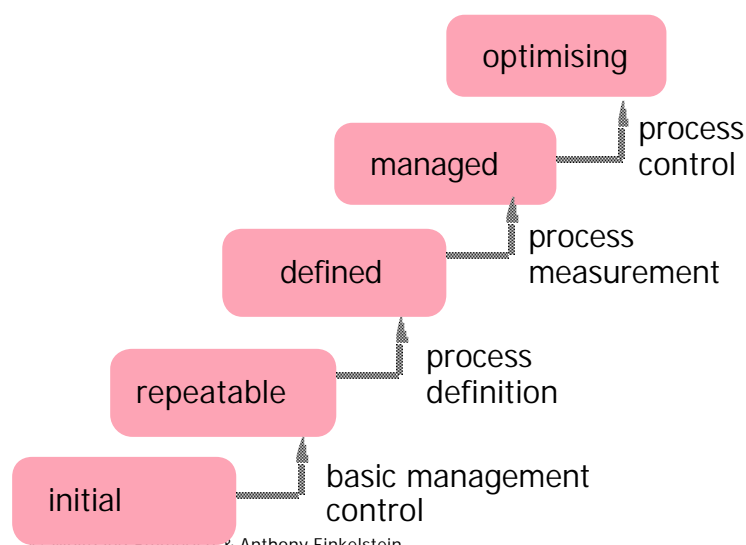 optimising
process
control
managed
process
measurement
defined
process
definition
repeatable
basic management
control
initial
& Anthony Finkelstein